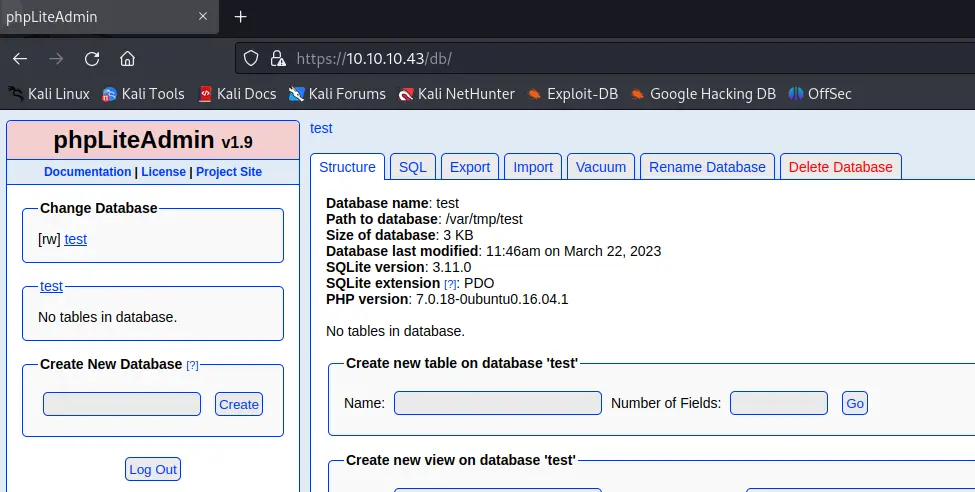 phpLiteAdmin
https://10.10.10.43/db/
Kali Linux Kali Tools Kali Docs Kali Forums Kali NetHunter Exploit-DB Google Hacking DB OffSec
phpLiteAdmin v1.9
Documentation | License | Project Site
Change Database
[rw] test
test
No tables in database.
Create New Database [?]
Create
Log Out
test
Structure SQL Export Import Vacuum Rename Database Delete Database
Database name: test
Path to database: /var/tmp/test
Size of database: 3 KB
Database last modified: 11:46am on March 22, 2023
SQLite version: 3.11.0
SQLite extension [?]: PDO
PHP version: 7.0.18-0ubuntu0.16.04.1
No tables in database.
Create new table on database 'test'
Name: Number of Fields: Go
Create new view on database 'test'